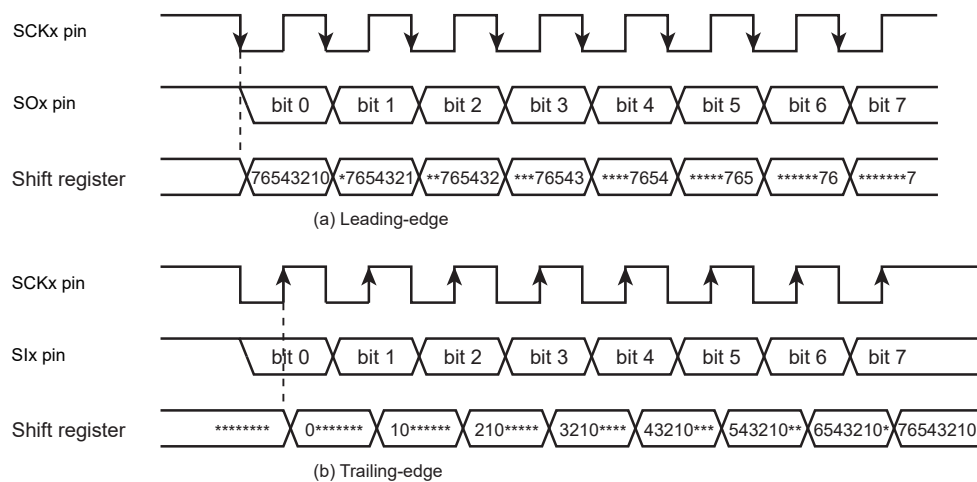 SCKx pin
SOx pin
bit 0 bit 1 bit 2 bit 3 bit 4 bit 5 bit 6 bit 7
Shift register
76543210 *7654321 **765432 ***76543 ****7654 *****765 ******76 *******7
(a) Leading-edge
SCKx pin
SIx pin
bit 0 bit 1 bit 2 bit 3 bit 4 bit 5 bit 6 bit 7
Shift register
******** 0******* 10****** 210***** 3210**** 43210*** 543210** 6543210* 76543210
(b) Trailing-edge